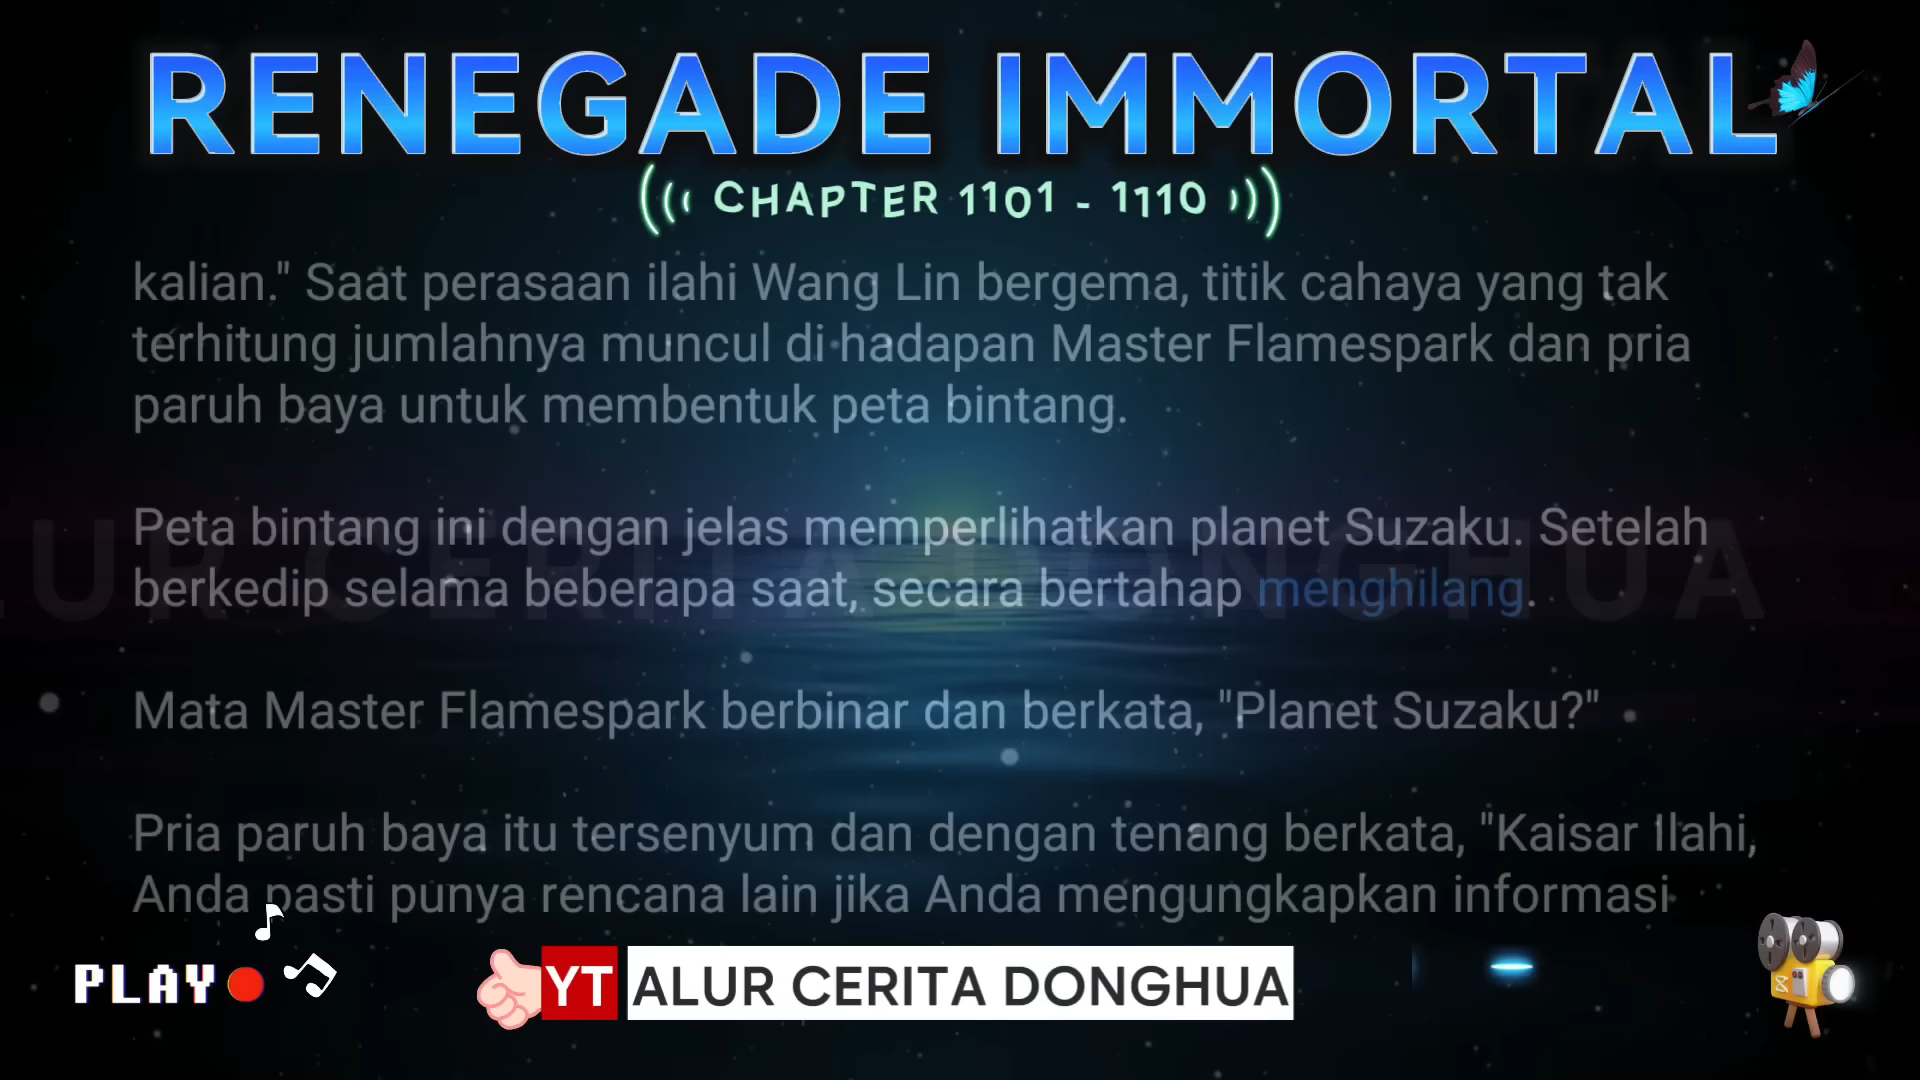 RENEGADE IMMORTAL
CHAPTER 1101 - 1110
kalian." Saat perasaan ilahi Wang Lin bergema, titik cahaya yang tak
terhitung jumlahnya muncul di hadapan Master Flamespark dan pria
paruh baya untuk membentuk peta bintang.
Peta bintang ini dengan jelas memperlihatkan planet Suzaku. Setelah
berkedip selama beberapa saat, secara bertahap menghilang.
LUR CERITA DONGHUA
Mata Master Flamespark berbinar dan berkata, "Planet Suzaku?"
Pria paruh baya itu tersenyum dan dengan tenang berkata, "Kaisar Ilahi,
Anda pasti punya rencana lain jika Anda mengungkapkan informasi
PLAY
YT ALUR CERITA DONGHUA